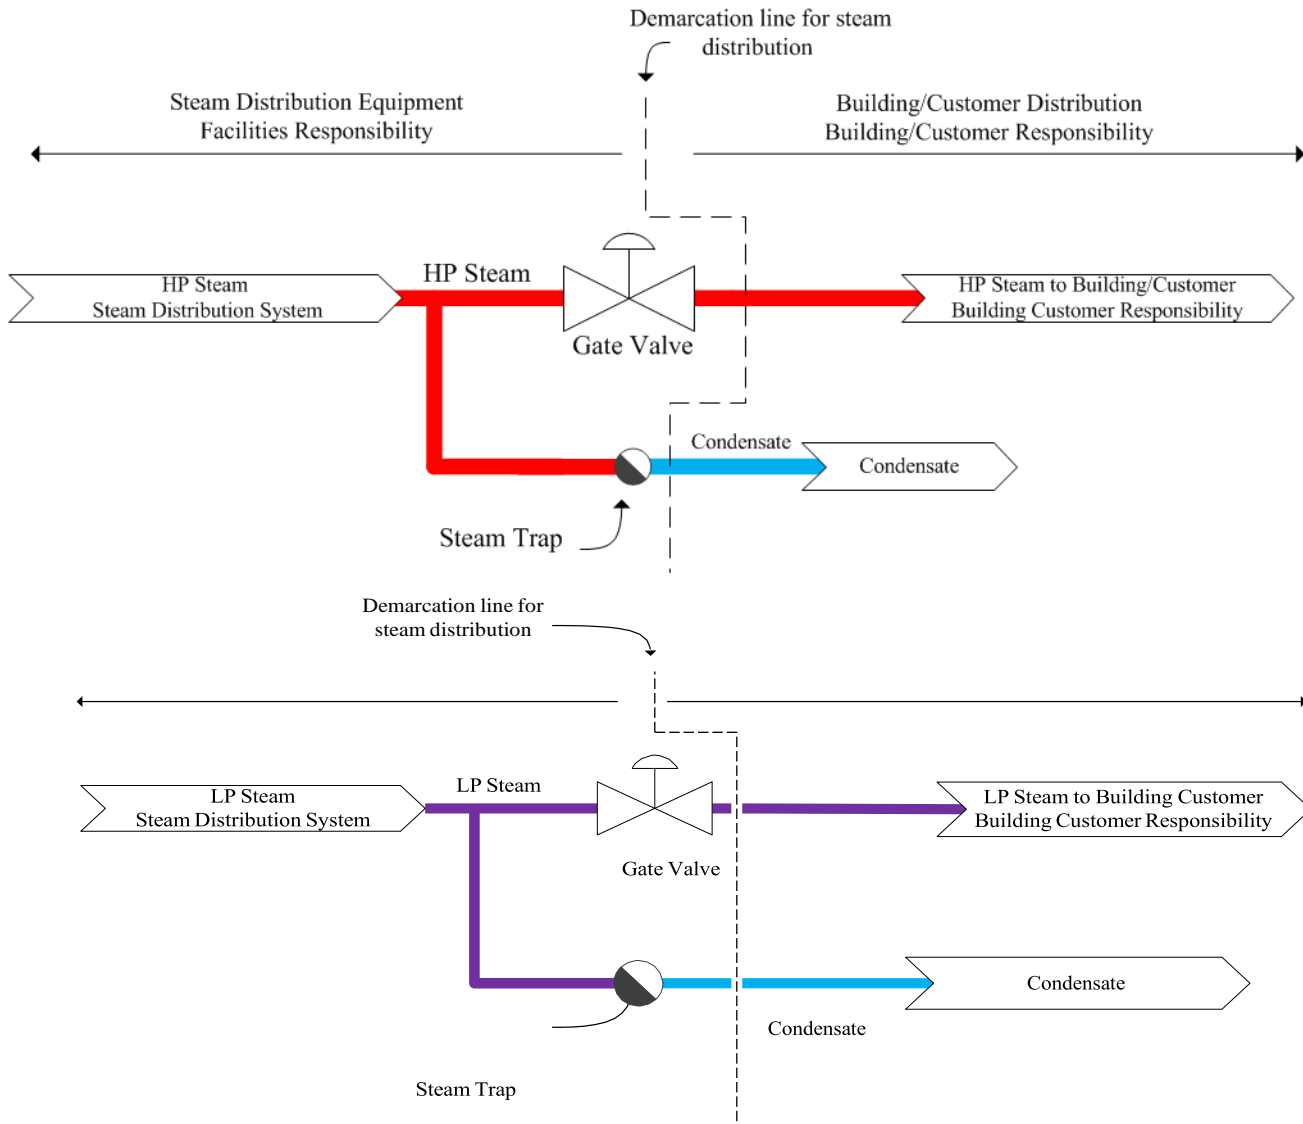 Demarcation line for steam
distribution
Steam Distribution Equipment
Facilities Responsibility
Building/Customer Distribution
Building/Customer Responsibility
HP Steam
Steam Distribution System
HP Steam
Gate Valve
HP Steam to Building/Customer
Building Customer Responsibility
Condensate
Condensate
Steam Trap
Demarcation line for
steam distribution
LP Steam
Steam Distribution System
LP Steam
Gate Valve
LP Steam to Building Customer
Building Customer Responsibility
Condensate
Condensate
Steam Trap